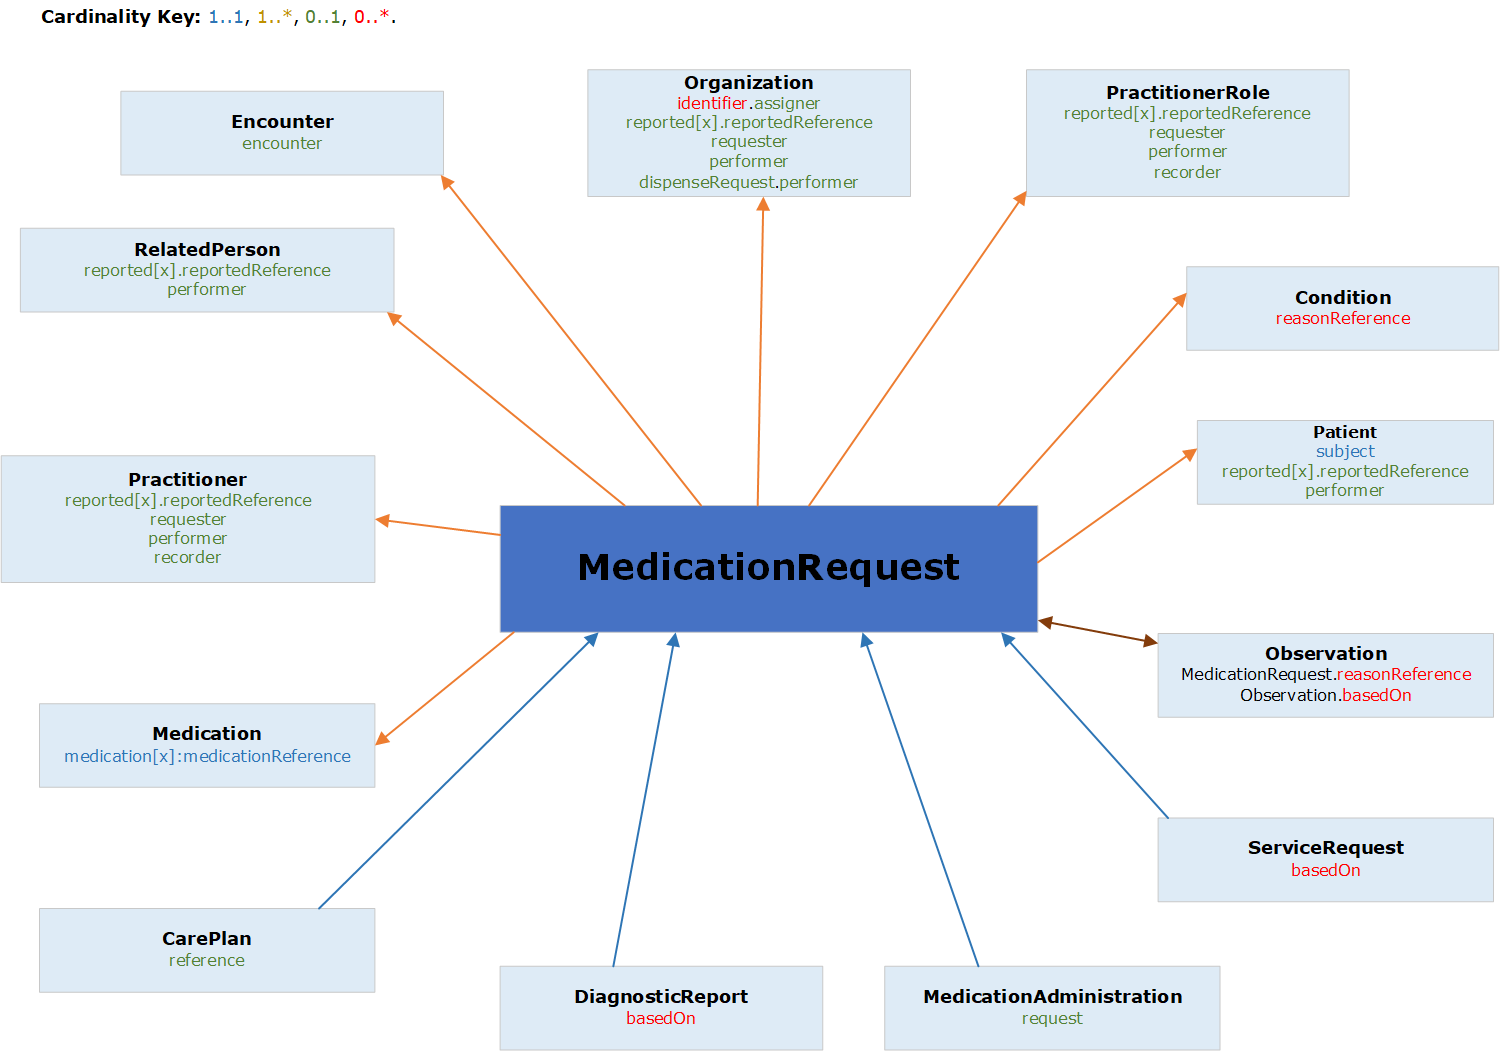 Cardinality Key: 1..1, 1..*, 0..1, 0..*.
Encounter
encounter
Organization
identifier.assigner
reported[x].reportedReference
requester
performer
dispenseRequest.performer
PractitionerRole
reported[x].reportedReference
requester
performer
recorder
RelatedPerson
reported[x].reportedReference
performer
Condition
reasonReference
Patient
subject
reported[x].reportedReference
performer
Practitioner
reported[x].reportedReference
requester
performer
recorder
MedicationRequest
Observation
MedicationRequest.reasonReference
Observation.basedOn
Medication
medication[x]:medicationReference
ServiceRequest
basedOn
CarePlan
reference
DiagnosticReport
basedOn
MedicationAdministration
request